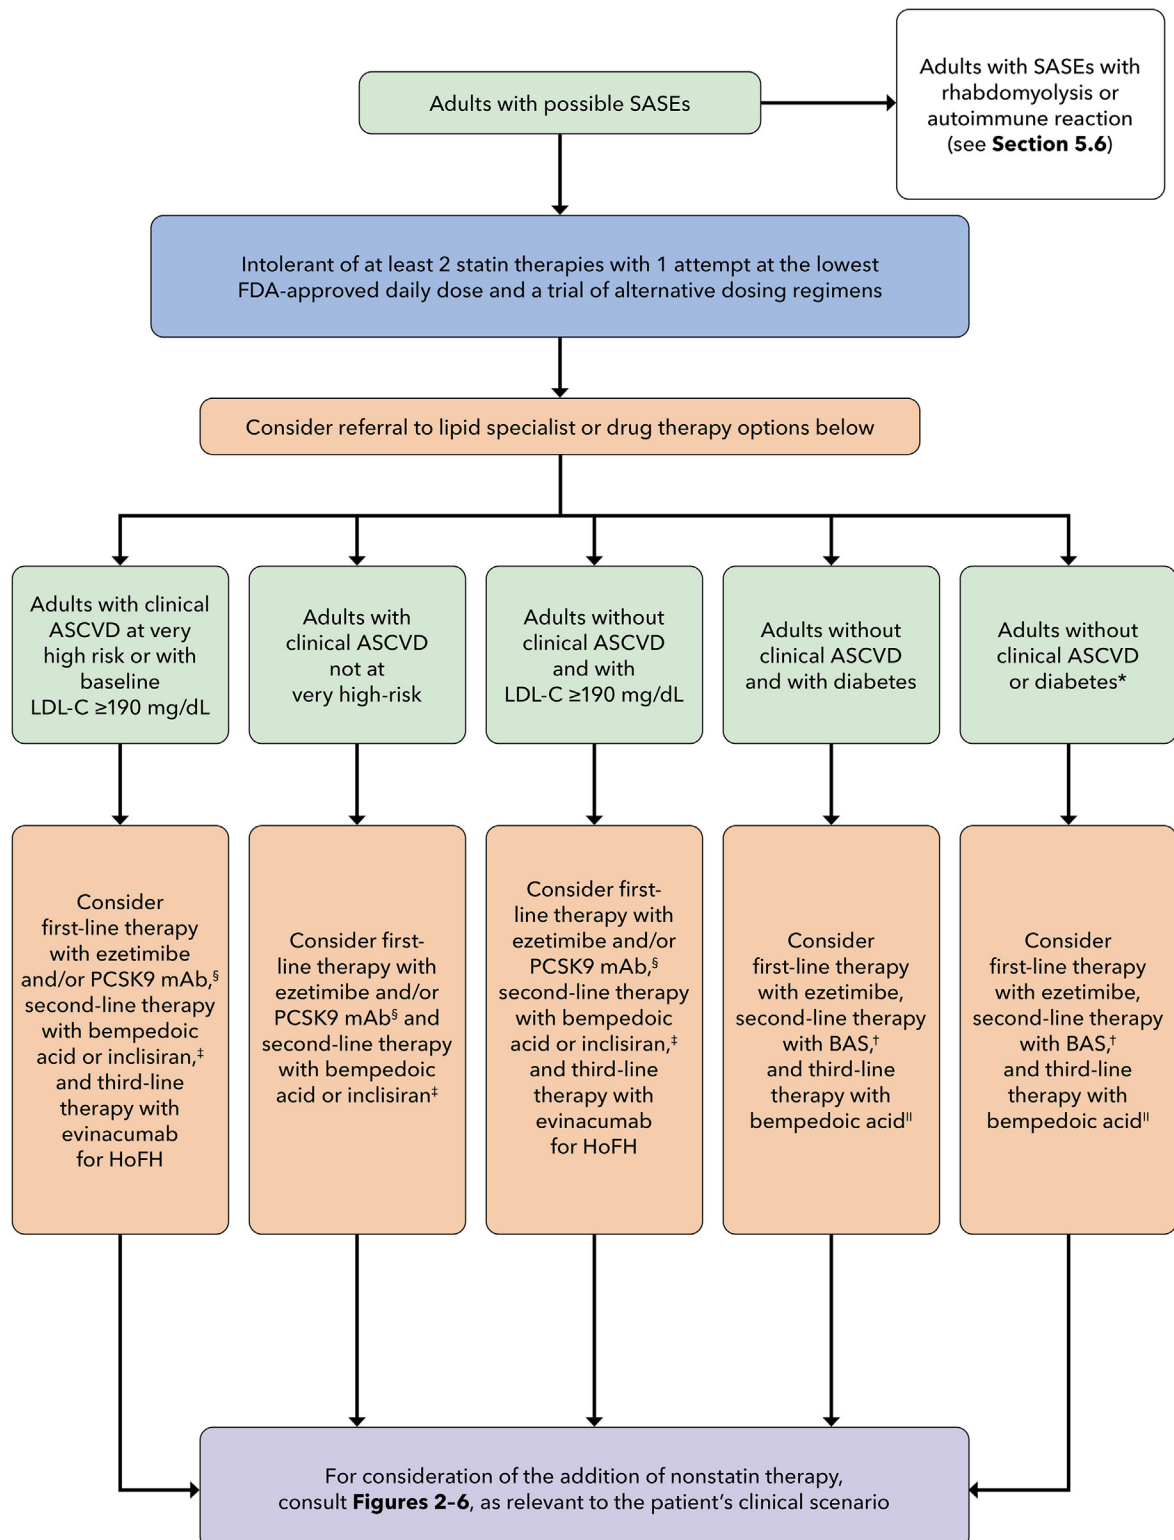 Adults with possible SASEs
Adults with SASEs with
rhabdomyolysis or
autoimmune reaction
(see Section 5.6)
Intolerant of at least 2 statin therapies with 1 attempt at the lowest
FDA-approved daily dose and a trial of alternative dosing regimens
Consider referral to lipid specialist or drug therapy options below
Adults with clinical
ASCVD at very
high risk or with
baseline
LDL-C ≥190 mg/dL
Adults with
clinical ASCVD
not at
very high-risk
Adults without
clinical ASCVD
and with
LDL-C ≥190 mg/dL
Adults without
clinical ASCVD
and with diabetes
Adults without
clinical ASCVD
or diabetes*
Consider
first-line therapy
with ezetimibe
and/or PCSK9 mAb,§
second-line therapy
with bempedoic
acid or inclisiran,‡
and third-line
therapy with
evinacumab
for HoFH
Consider first-
line therapy with
ezetimibe and/or
PCSK9 mAb§ and
second-line therapy
with bempedoic
acid or inclisiran‡
Consider first-
line therapy with
ezetimibe and/or
PCSK9 mAb,§
second-line therapy
with bempedoic
acid or inclisiran,‡
and third-line
therapy with
evinacumab
for HoFH
Consider
first-line therapy
with ezetimibe,
second-line therapy
with BAS,†
and third-line
therapy with
bempedoic acid‖
Consider
first-line therapy
with ezetimibe,
second-line therapy
with BAS,†
and third-line
therapy with
bempedoic acid‖
For consideration of the addition of nonstatin therapy,
consult Figures 2–6, as relevant to the patient’s clinical scenario